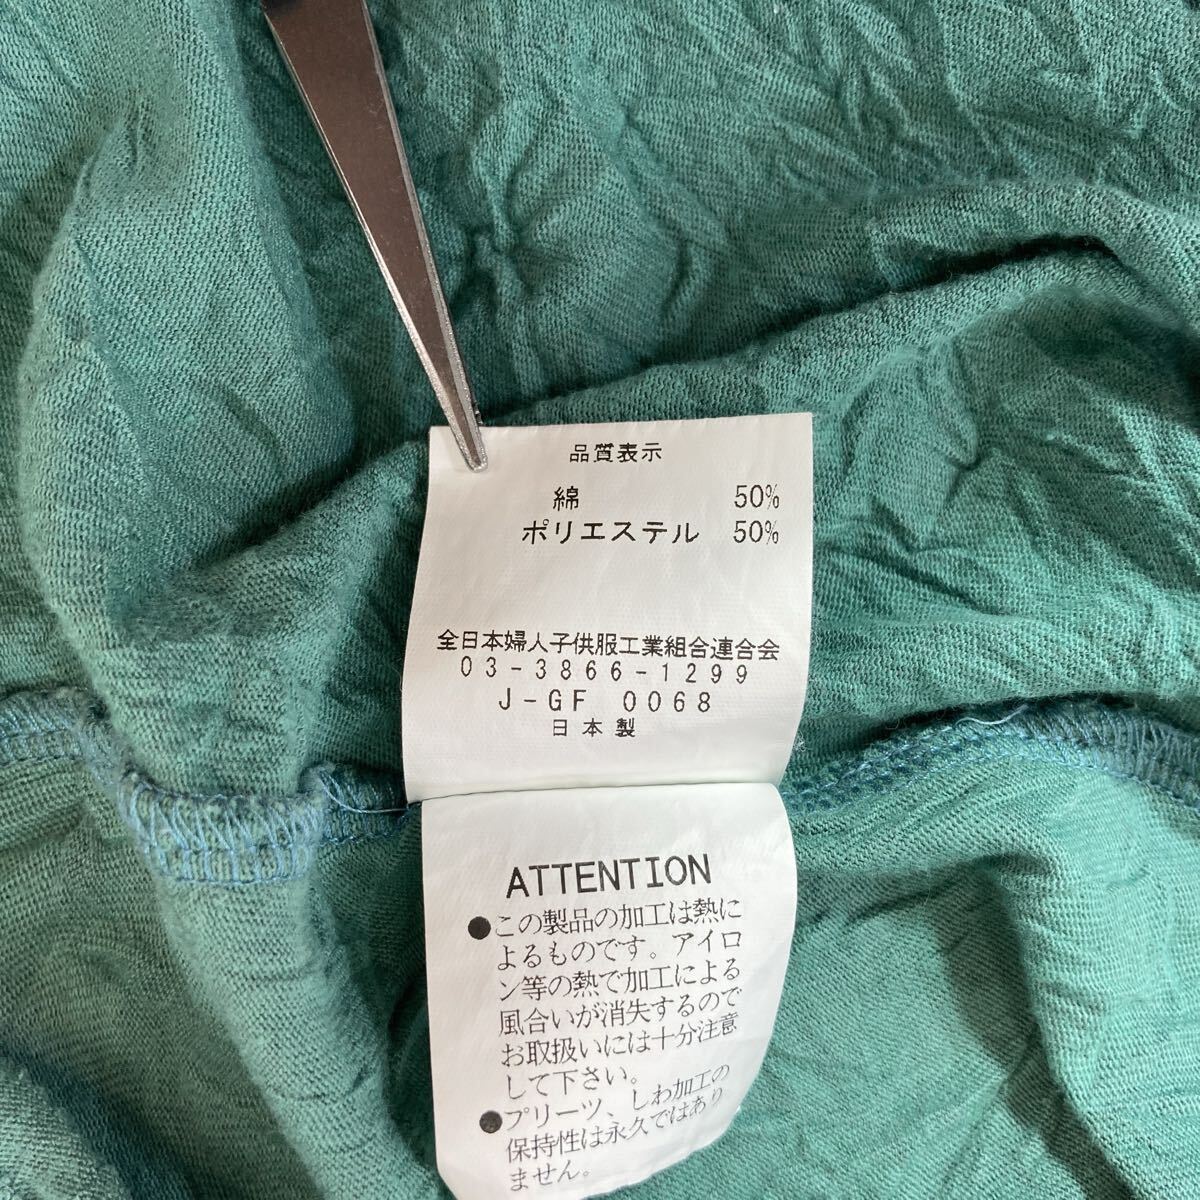 品質表示
綿 50%
ポリエステル 50%
全日本婦人子供服工業組合連合会
03-3866-1299
J-GF 0068
日本製
ATTENTION
●この製品の加工は熱に
よるものです。アイロ
ン等の熱で加工による
風合いが消失するので
お取扱いには十分注意
して下さい。
●プリーツ、しわ加工の
保持性は永久ではあり
ません。